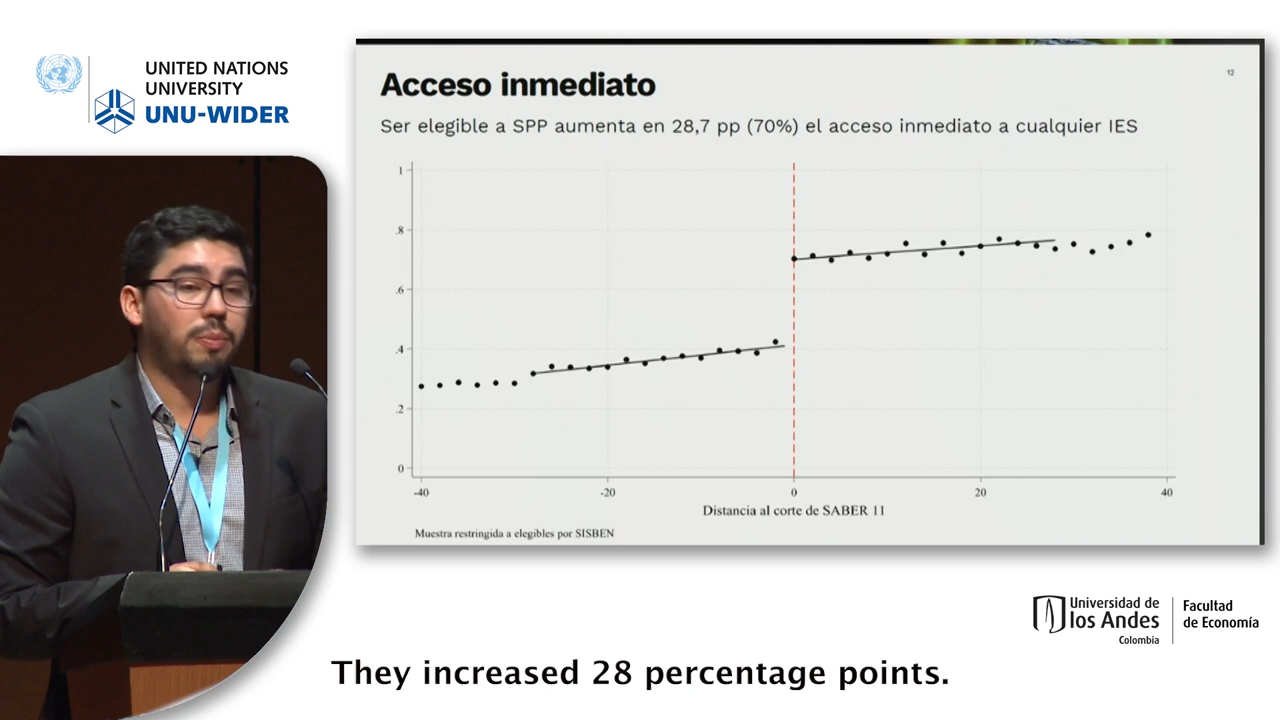 UNITED NATIONS
UNIVERSITY
UNU-WIDER
12
Acceso inmediato
Ser elegible a SPP aumenta en 28,7 pp (70%) el acceso inmediato a cualquier IES
1
.8
.6
.4
.2
0
-40
-20
0
20
40
Distancia al corte de SABER 11
Muestra restringida a elegibles por SISBEN
Universidad de
los Andes
Colombia
Facultad
de Economía
They increased 28 percentage points.